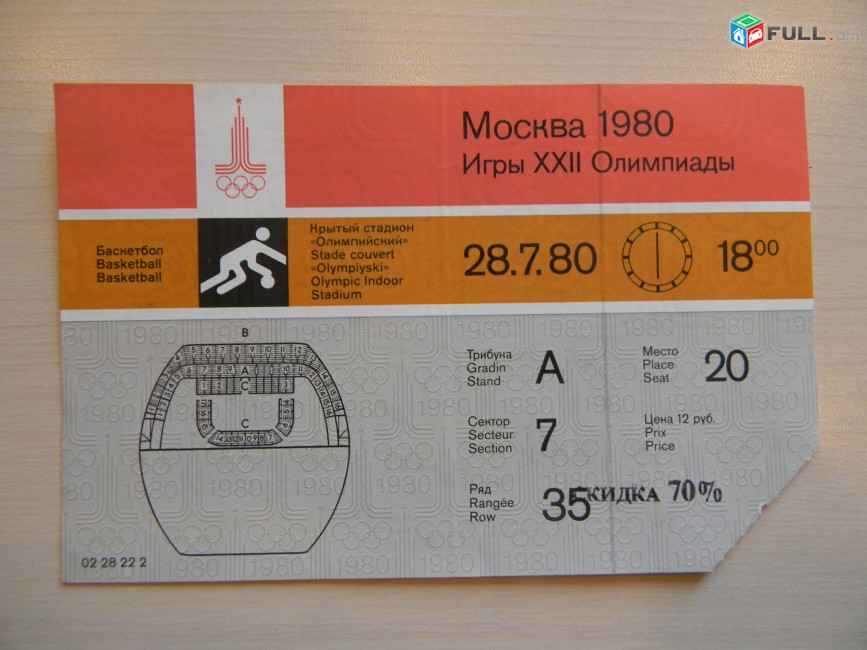 FULL.am
Москва 1980
Игры XXII Олимпиады
Баскетбол
Basketball
Basketball
Крытый стадион
«Олимпийский»
Stade couvert
«Olympiyski»
Olympic Indoor
Stadium
28.7.80
18⁰⁰
B
A
C
C
Трибуна
Gradin
Stand
A
Место
Place
Seat
20
Сектор
Secteur
Section
7
Цена 12 руб.
Prix
Price
Ряд
Rangée
Row
35
СКИДКА 70%
02 28 22 2
1980